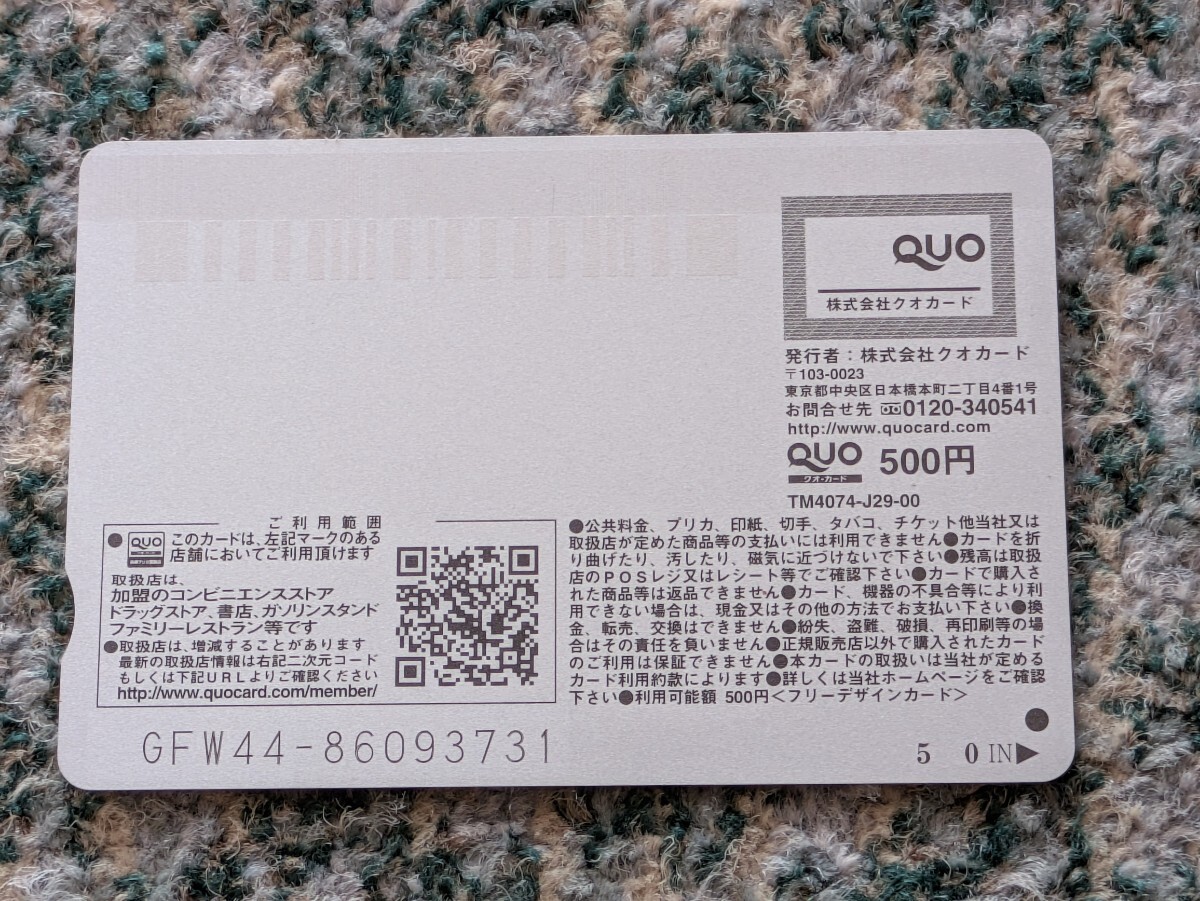 QUO
株式会社クオカード
発行者：株式会社クオカード
〒103-0023
東京都中央区日本橋本町二丁目4番1号
お問合せ先 0120-340541
http://www.quocard.com
QUO 500円
クオ・カード
TM4074-J29-00
ご利用範囲
●QUO このカードは、左記マークのある
店舗においてご利用頂けます
取扱店は、
加盟のコンビニエンスストア
ドラッグストア、書店、ガソリンスタンド
ファミリーレストラン等です
●取扱店は、増減することがあります
最新の取扱店情報は右記二次元コード
もしくは下記URLよりご確認ください
http://www.quocard.com/member/
●公共料金、プリカ、印紙、切手、タバコ、チケット他当社又は
取扱店が定めた商品等の支払いには利用できません●カードを折
り曲げたり、汚したり、磁気に近づけないで下さい●残高は取扱
店のPOSレジ又はレシート等でご確認下さい●カードで購入さ
れた商品等は返品できません●カード、機器の不具合等により利
用できない場合は、現金又はその他の方法でお支払い下さい●換
金、転売、交換はできません●紛失、盗難、破損、再印刷等の場
合はその責任を負いません●正規販売店以外で購入されたカード
のご利用は保証できません●本カードの取扱いは当社が定める
カード利用約款によります●詳しくは当社ホームページをご確認
下さい●利用可能額 500円＜フリーデザインカード＞
GFW44-86093731
5 0 IN▶